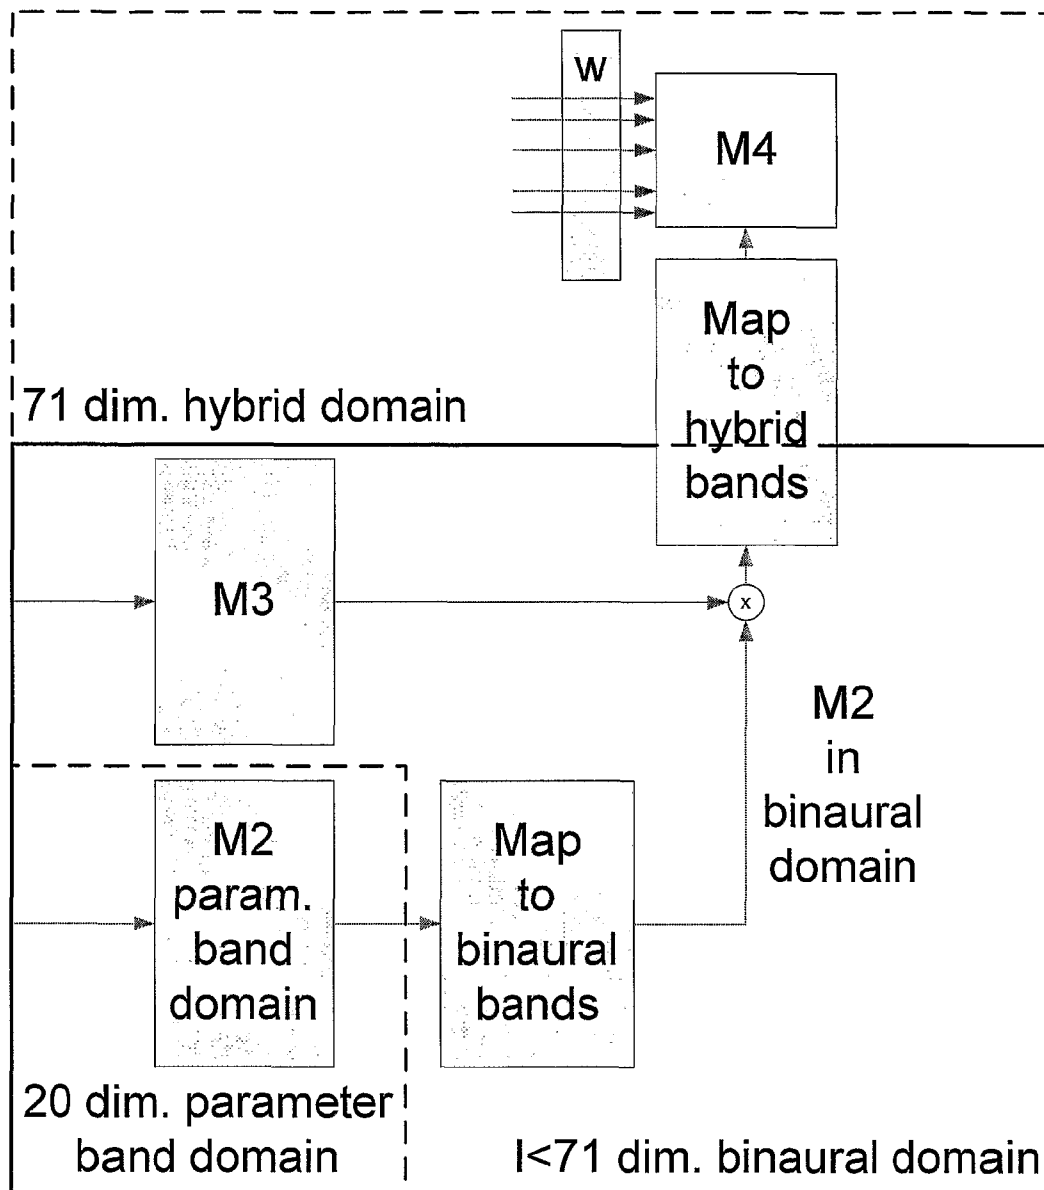 w
M4
Map
to
hybrid
bands
71 dim. hybrid domain
M3
x
M2
in
binaural
domain
M2
param.
band
domain
Map
to
binaural
bands
20 dim. parameter
band domain
I<71 dim. binaural domain